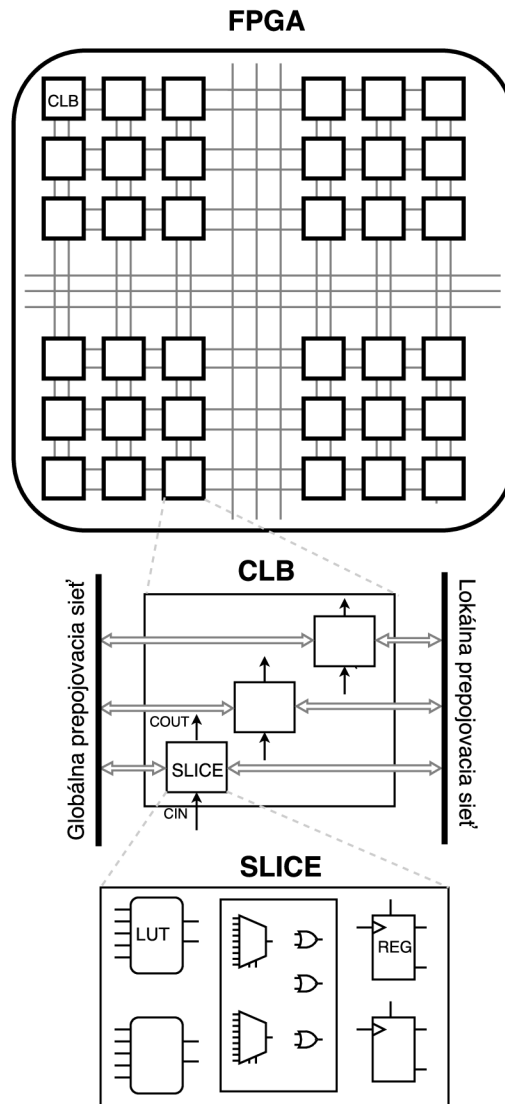 FPGA
CLB
CLB
Globálna prepojovacia sieť
Lokálna prepojovacia sieť
COUT
SLICE
CIN
SLICE
LUT
REG